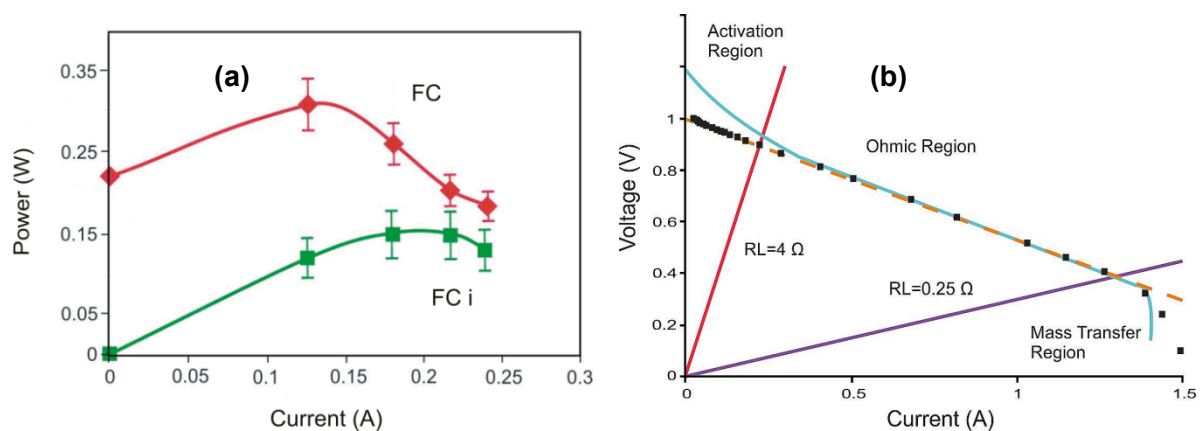 (a)
FC
FC i
Power (W)
0.35
0.25
0.15
0.05
0
0
0.05
0.1
0.15
0.2
0.25
0.3
Current (A)
(b)
Activation
Region
Ohmic Region
RL=4 Ω
RL=0.25 Ω
Mass Transfer
Region
Voltage (V)
1
0.8
0.6
0.4
0.2
0
0
0.5
1
1.5
Current (A)